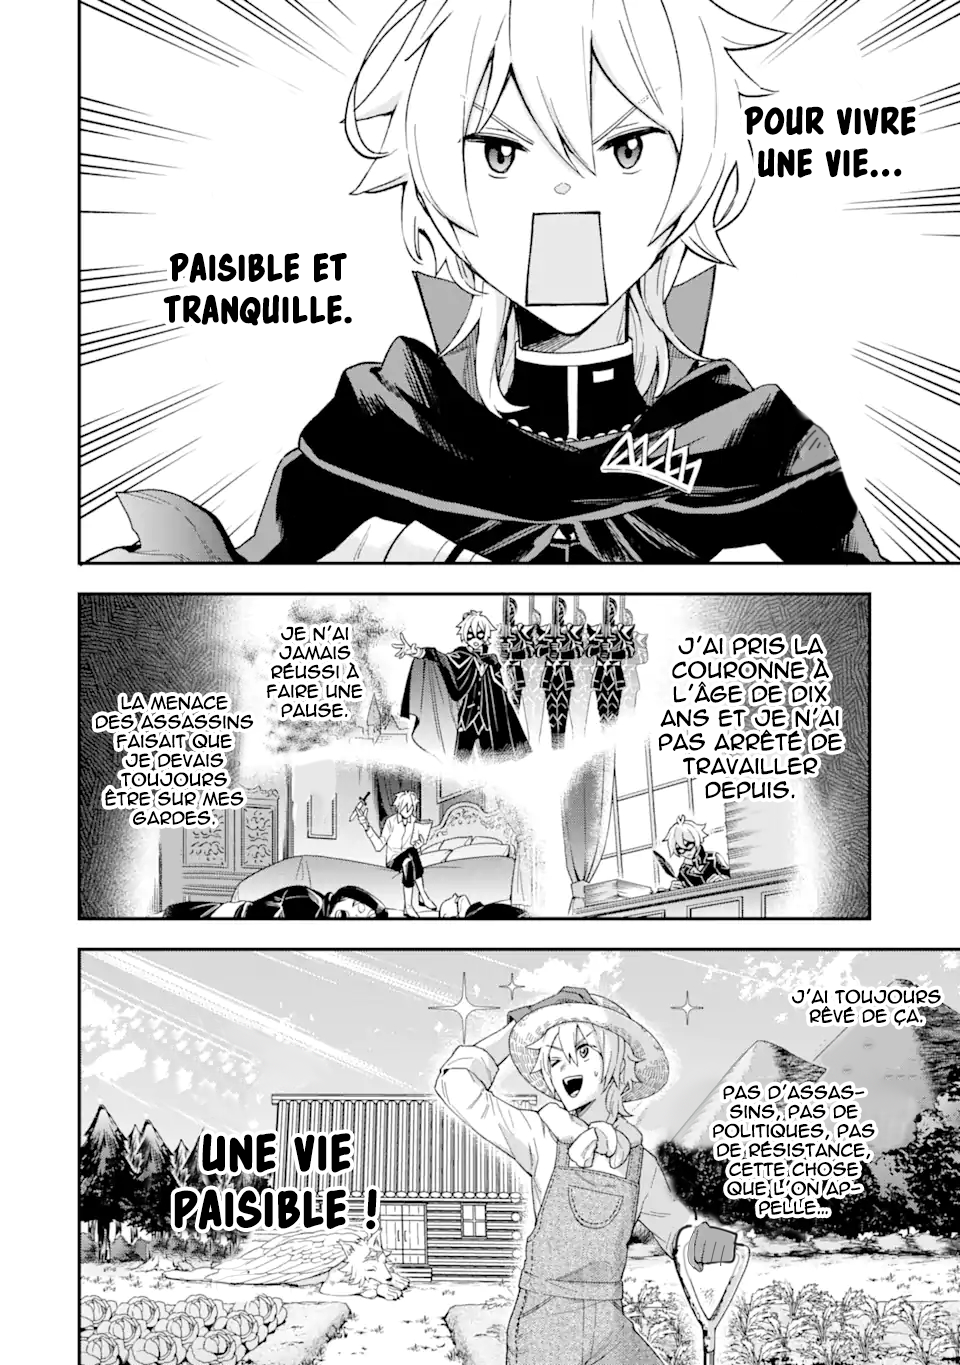 POUR VIVRE
UNE VIE...
PAISIBLE ET
TRANQUILLE.
J'AI PRIS LA
COURONNE À
L'ÂGE DE DIX
ANS ET JE N'AI
PAS ARRÊTÉ DE
TRAVAILLER
DEPUIS.
JE N'AI
JAMAIS
RÉUSSI À
FAIRE UNE
PAUSE.
LA MENACE
DES ASSASSINS
FAISAIT QUE
JE DEVAIS
TOUJOURS
ÊTRE SUR MES
GARDES.
J'AI TOUJOURS
RÊVÉ DE ÇA.
PAS D'ASSAS-
SINS, PAS DE
POLITIQUES, PAS
DE RÉSISTANCE,
CETTE CHOSE
QUE L'ON AP-
PELLE...
UNE VIE
PAISIBLE !